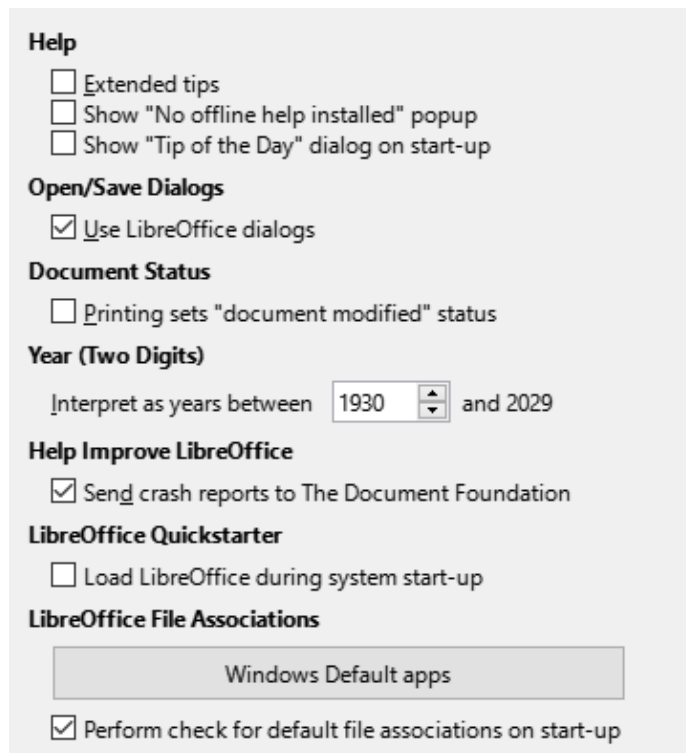 Help
Extended tips
Show "No offline help installed" popup
Show "Tip of the Day" dialog on start-up
Open/Save Dialogs
Use LibreOffice dialogs
Document Status
Printing sets "document modified" status
Year (Two Digits)
Interpret as years between 1930 and 2029
Help Improve LibreOffice
Send crash reports to The Document Foundation
LibreOffice Quickstarter
Load LibreOffice during system start-up
LibreOffice File Associations
Windows Default apps
Perform check for default file associations on start-up